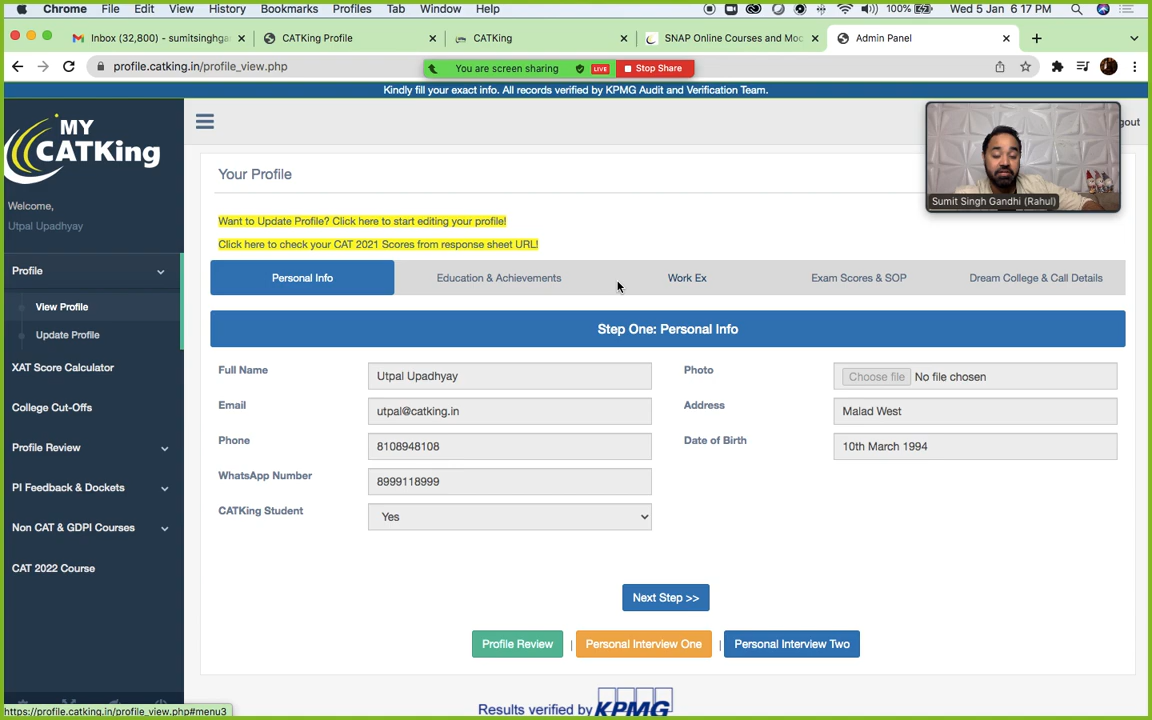 Chrome File Edit View History Bookmarks Profiles Tab Window Help 100% Wed 5 Jan 6:17 PM
Inbox (32,800) - sumitsinghga × CATKing Profile × CATKing × SNAP Online Courses and Moc × Admin Panel × +
profile.catking.in/profile_view.php
You are screen sharing LIVE Stop Share
Kindly fill your exact info. All records verified by KPMG Audit and Verification Team.
MY
CATKing
gout
Sumit Singh Gandhi (Rahul)
Welcome,
Utpal Upadhyay
Profile
View Profile
Update Profile
XAT Score Calculator
College Cut-Offs
Profile Review
PI Feedback & Dockets
Non CAT & GDPI Courses
CAT 2022 Course
Your Profile
Want to Update Profile? Click here to start editing your profile!
Click here to check your CAT 2021 Scores from response sheet URL!
Personal Info Education & Achievements Work Ex Exam Scores & SOP Dream College & Call Details
Step One: Personal Info
Full Name Utpal Upadhyay Photo Choose file No file chosen
Email utpal@catking.in Address Malad West
Phone 8108948108 Date of Birth 10th March 1994
WhatsApp Number 8999118999
CATKing Student Yes
Next Step >>
Profile Review | Personal Interview One | Personal Interview Two
Results verified by KPMG
https://profile.catking.in/profile_view.php#menu3